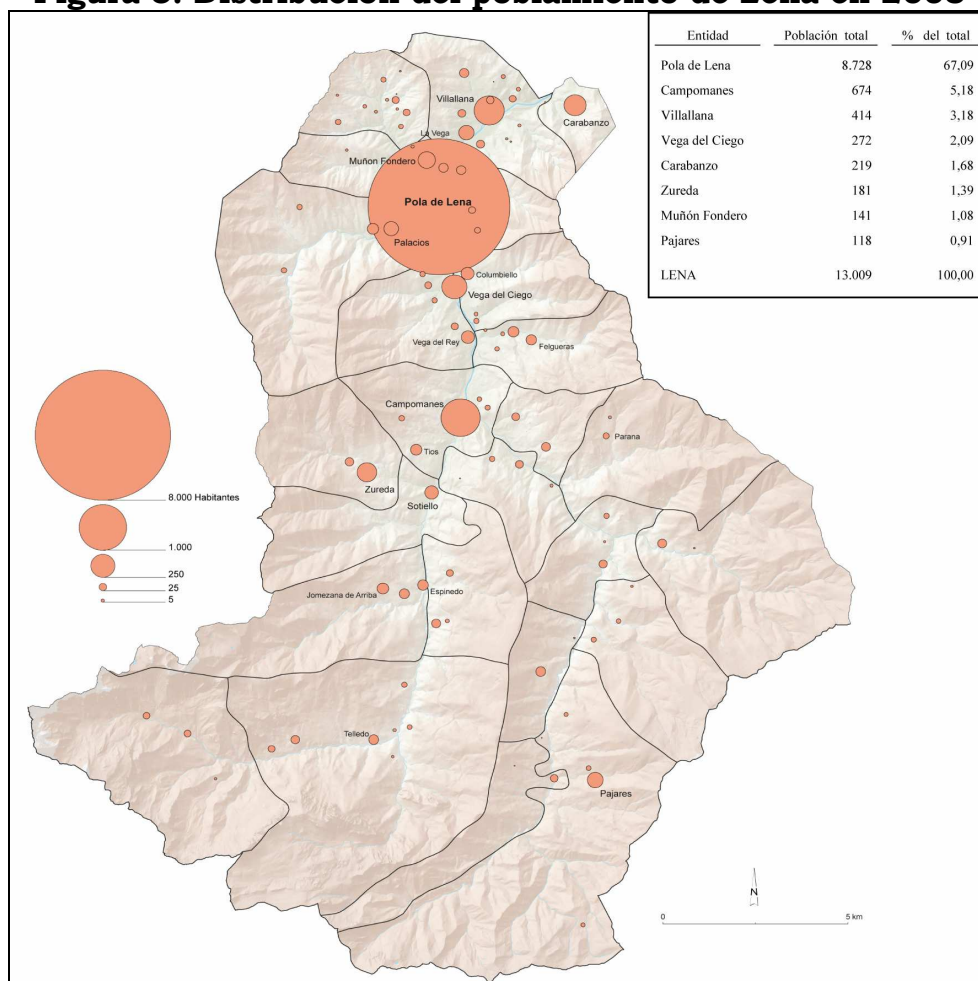 Figura 8. Distribución del poblamiento de Lena en 2008
Entidad Población total % del total
Pola de Lena 8.728 67,09
Campomanes 674 5,18
Villallana 414 3,18
Vega del Ciego 272 2,09
Carabanzo 219 1,68
Zureda 181 1,39
Muñón Fondero 141 1,08
Pajares 118 0,91
LENA 13.009 100,00
Villallana
Carabanzo
La Vega
Muñon Fondero
Pola de Lena
Palacios
Columbiello
Vega del Ciego
Vega del Rey
Felgueras
Campomanes
Parana
Tios
Zureda
Sotiello
8.000 Habitantes
1.000
250
25
5
Jomezana de Arriba
Espinedo
Telledo
Pajares
N
0 5 km